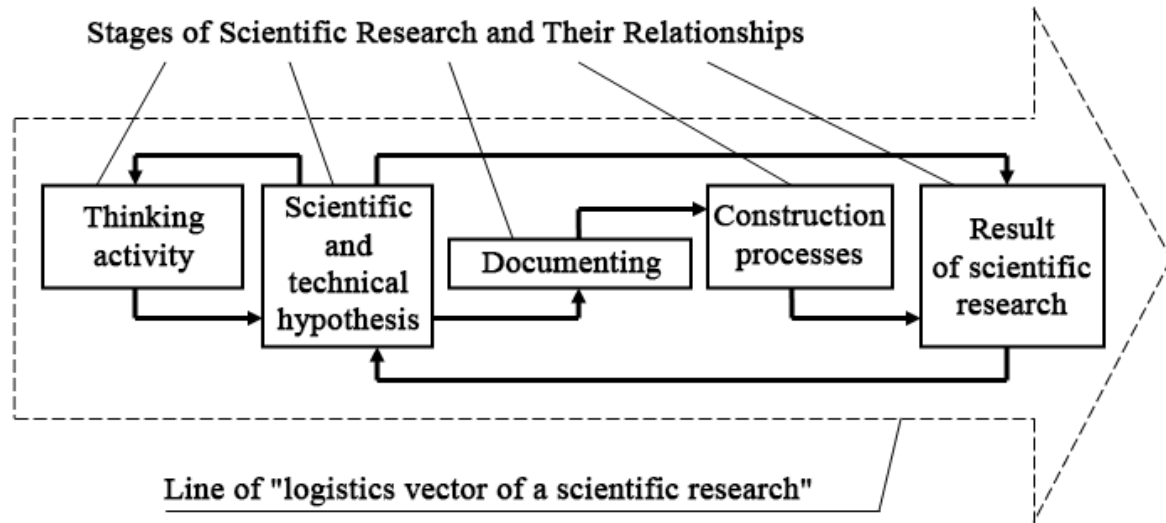 Stages of Scientific Research and Their Relationships
Thinking
activity
Scientific
and
technical
hypothesis
Documenting
Construction
processes
Result
of scientific
research
Line of "logistics vector of a scientific research"